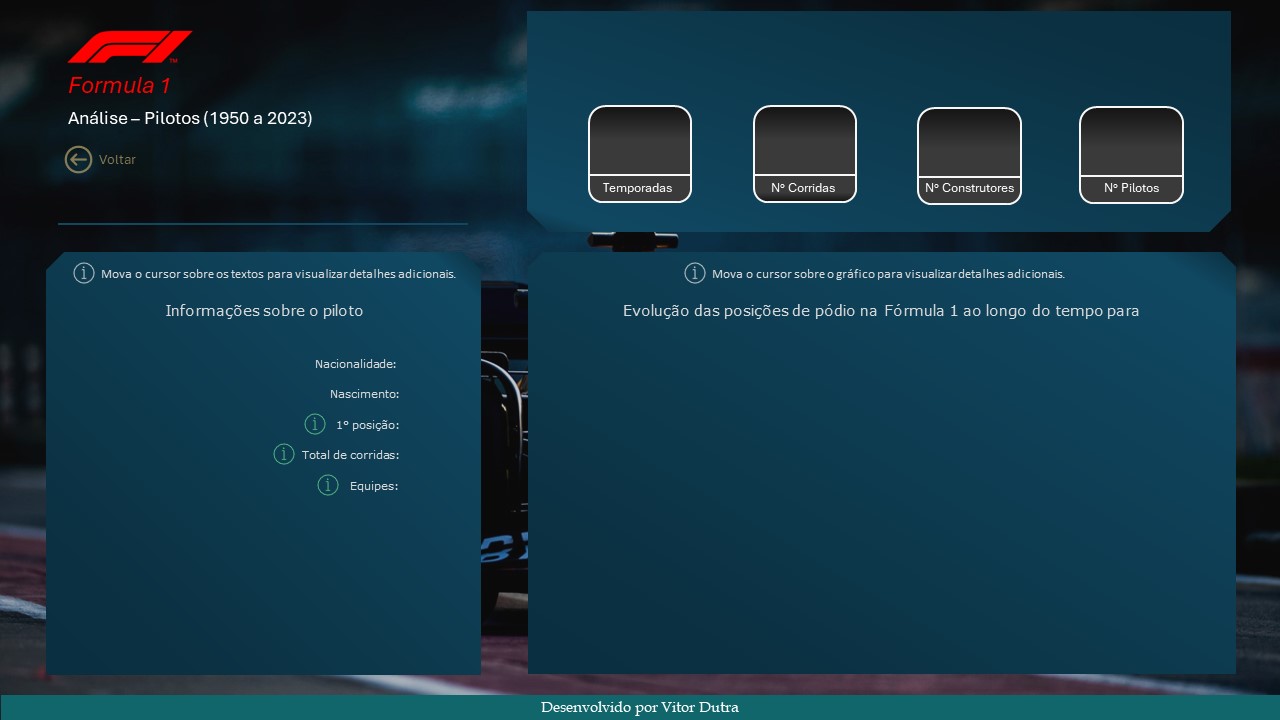 F1
TM
Formula 1
Análise – Pilotos (1950 a 2023)
Voltar
Temporadas
Nº Corridas
Nº Construtores
Nº Pilotos
Mova o cursor sobre os textos para visualizar detalhes adicionais.
Informações sobre o piloto
Nacionalidade:
Nascimento:
1º posição:
Total de corridas:
Equipes:
Mova o cursor sobre o gráfico para visualizar detalhes adicionais.
Evolução das posições de pódio na Fórmula 1 ao longo do tempo para
Desenvolvido por Vitor Dutra